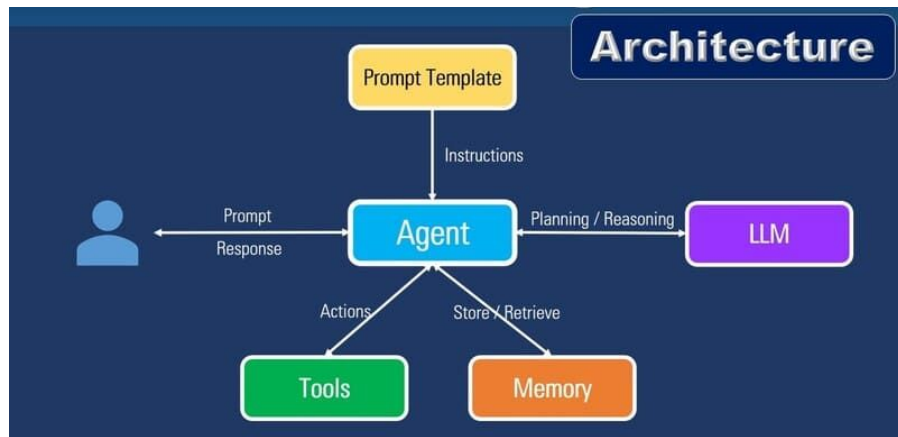 Architecture
Prompt Template
Instructions
Prompt
Response
Agent
Planning / Reasoning
LLM
Actions
Store / Retrieve
Tools
Memory